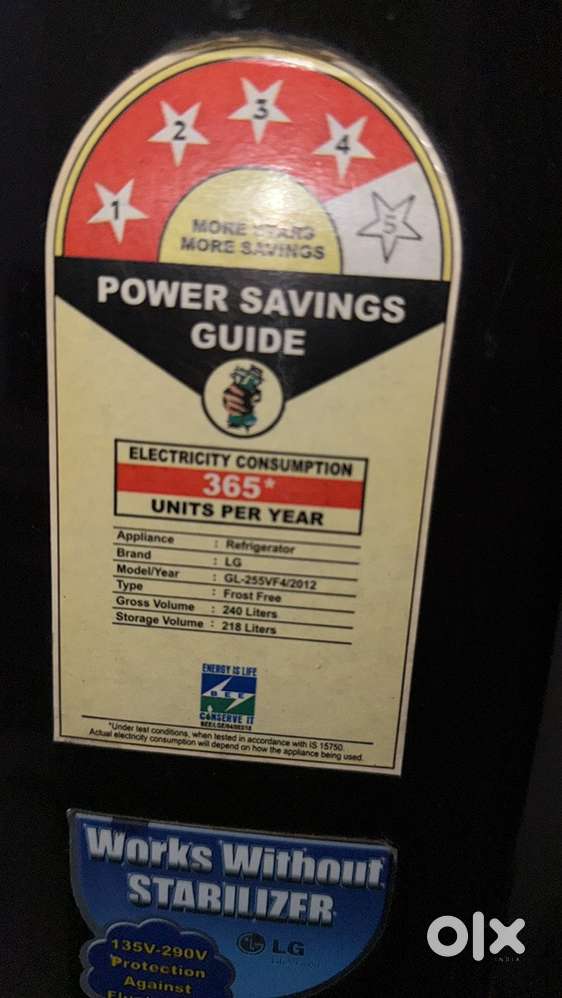 1 2 3 4 5
MORE STARS
MORE SAVINGS
POWER SAVINGS
GUIDE
ELECTRICITY CONSUMPTION
365*
UNITS PER YEAR
Appliance : Refrigerator
Brand : LG
Model/Year : GL-255VF4/2012
Type : Frost Free
Gross Volume : 240 Liters
Storage Volume : 218 Liters
ENERGY IS LIFE
BEE
CONSERVE IT
*Under test conditions, when tested in accordance with IS 15750.
Actual electricity consumption will depend on how the appliance being used.
Works Without
STABILIZER
LG
135V-290V
Protection
Against
olx
INDIA